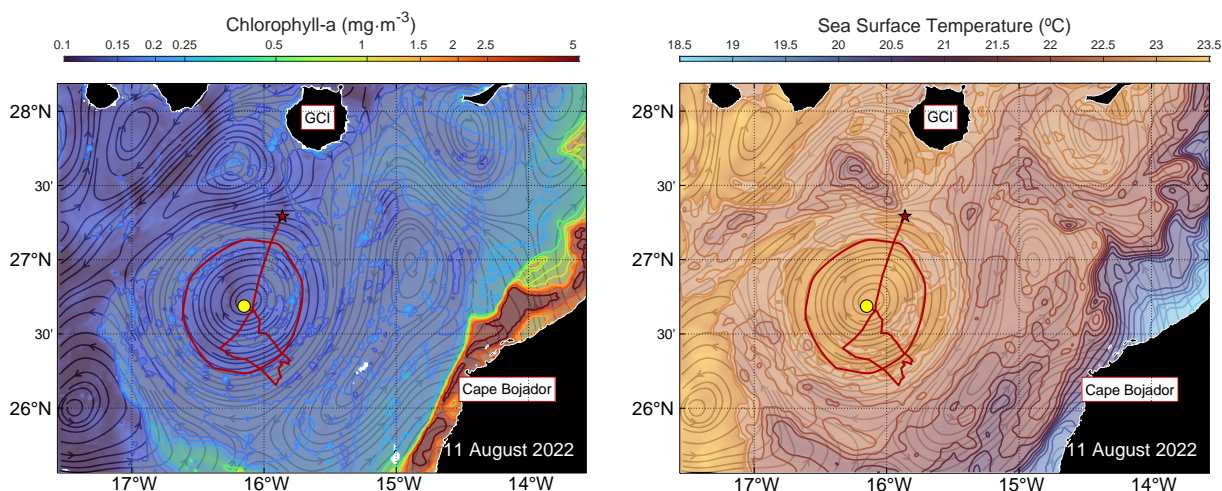 Chlorophyll-a (mg·m⁻³)
0.1 0.15 0.2 0.25 0.5 1 1.5 2 2.5 5
28°N
30'
27°N
30'
26°N
17°W 16°W 15°W 14°W
GCI
Cape Bojador
11 August 2022
Sea Surface Temperature (ºC)
18.5 19 19.5 20 20.5 21 21.5 22 22.5 23 23.5
28°N
30'
27°N
30'
26°N
17°W 16°W 15°W 14°W
GCI
Cape Bojador
11 August 2022